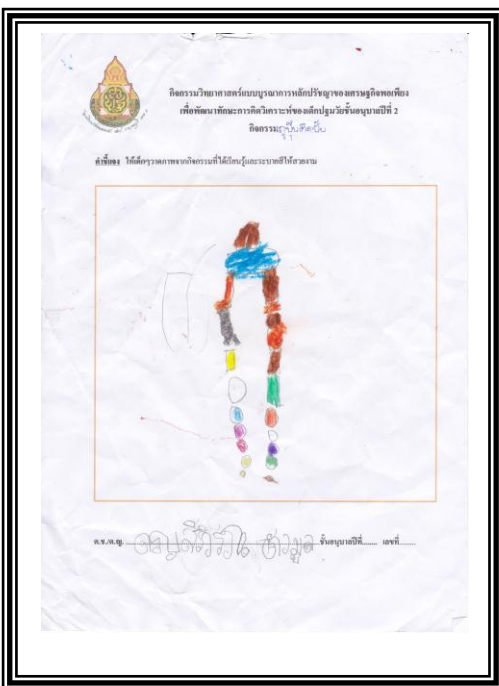 กิจกรรมวิทยาศาสตร์แบบบูรณาการหลักปรัชญาของเศรษฐกิจพอเพียง
เพื่อพัฒนาทักษะการคิดวิเคราะห์ของเด็กปฐมวัยชั้นอนุบาลปีที่ 2
กิจกรรม
คำชี้แจง ให้เด็กๆวาดภาพจากกิจกรรมที่ได้เรียนรู้และระบายสีให้สวยงาม
ด.ช./ด.ญ. ชั้นอนุบาลปีที่........ เลขที่........